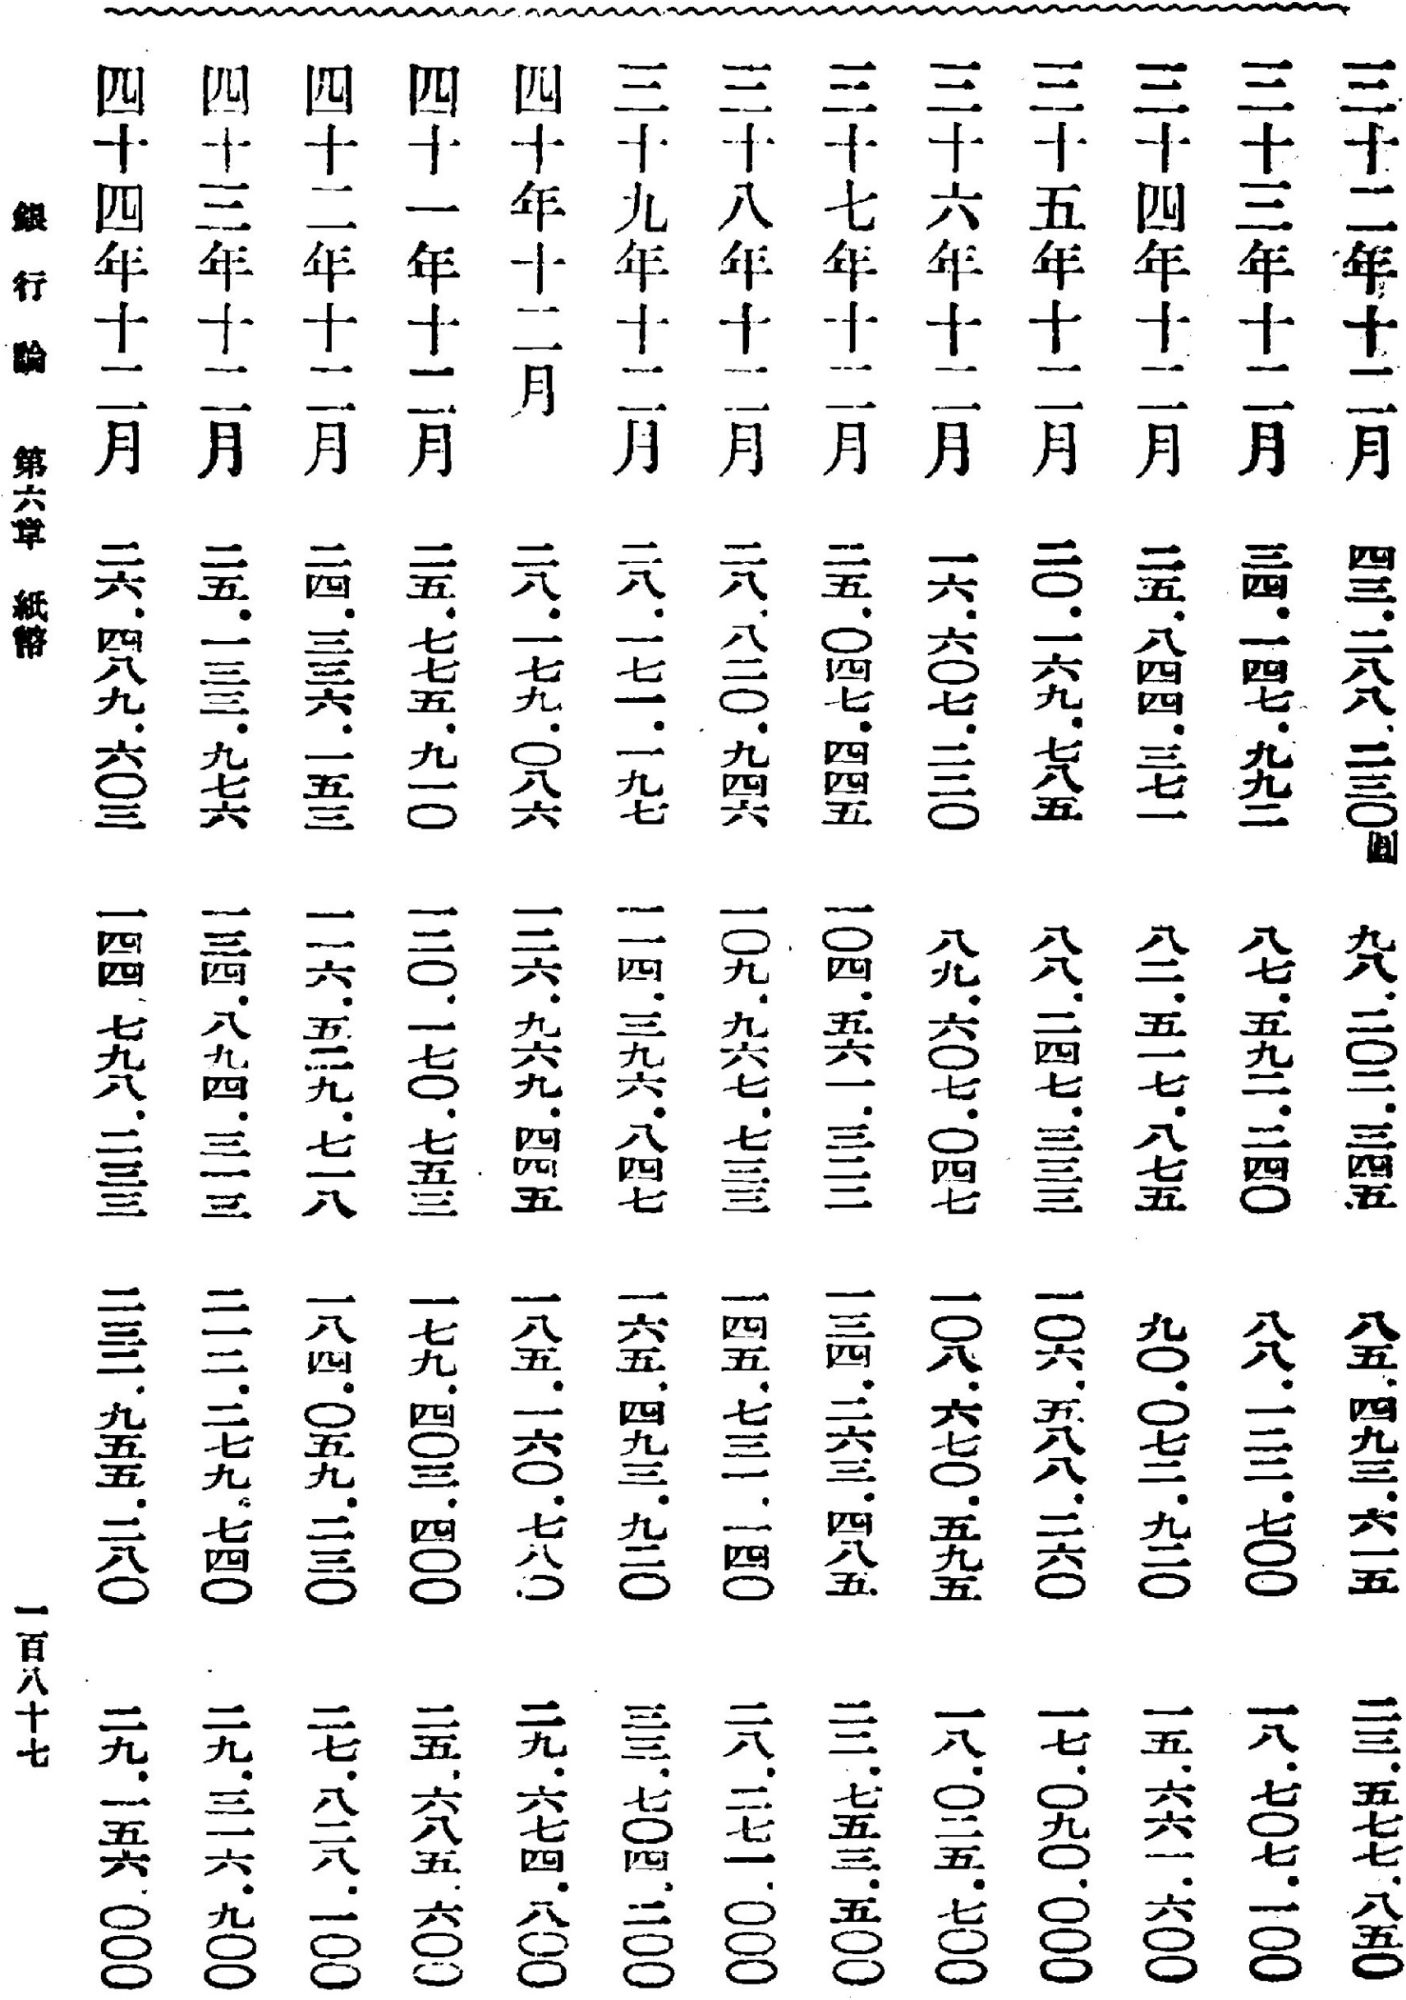 三十二年十二月　四三.二八八.二三〇圓　九八.二〇二.三四五　八五.四九三.六一五　二三.五七七.八五〇
三十三年十二月　三四.一四七.九九二　八七.五九二.二四〇　八八.一二二.七〇〇　一八.七〇七.一〇〇
三十四年十二月　二五.八四四.三七一　八二.五一七.八七五　九〇.〇七二.九二〇　一五.六六一.六〇〇
三十五年十二月　二〇.一六九.七八五　八八.二四七.三三三　一〇六.五八八.二六〇　一七.〇九〇.〇〇〇
三十六年十二月　一六.六〇七.二二〇　八九.六〇七.〇四七　一〇八.六七〇.五九五　一八.〇二五.七〇〇
三十七年十二月　二五.〇四七.四四五　一〇四.五六一.三二二　一三四.二六三.四八五　二二.七五三.五〇〇
三十八年十二月　二八.八二〇.九四六　一〇九.九六七.七三三　一四五.七三一.一四〇　二八.二七一.〇〇〇
三十九年十二月　二八.一七一.一九七　一一四.三九六.八四七　一六五.四九三.九二〇　三三.七〇四.二〇〇
四十年十二月　二八.一七九.〇八六　一二六.九六九.四四五　一八五.一六〇.七八〇　二九.六七四.八〇〇
四十一年十二月　二五.七七五.九一〇　一二〇.一七〇.七五三　一七九.四〇三.四〇〇　二五.六八五.六〇〇
四十二年十二月　二四.三三六.一五三　一一六.五二九.七一八　一八四.〇五九.二三〇　二七.八二八.一〇〇
四十三年十二月　二五.一三三.九七六　一三四.八九四.三一三　二一二.二七九.七四〇　二九.三一六.九〇〇
四十四年十二月　二六.四八九.六〇三　一四四.七九八.二三三　二三二.九五五.二八〇　二九.一五六.〇〇〇
銀行論　第六章　紙幣　一百八十七